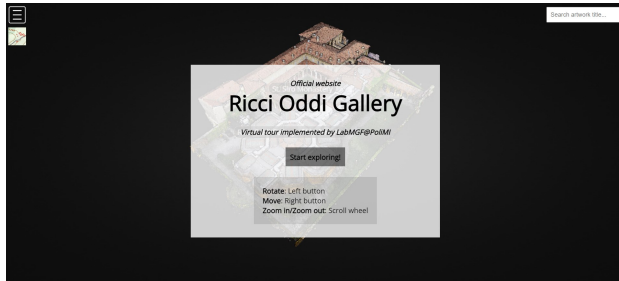 Search artwork title...
Official website
Ricci Oddi Gallery
Virtual tour implemented by LabMGF@PoliMI
Start exploring!
Rotate: Left button
Move: Right button
Zoom in/Zoom out: Scroll wheel